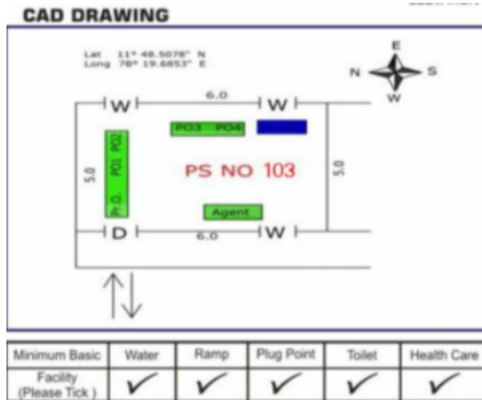 CAD DRAWING
Lat 11° 48.5078" N
Long 78° 19.6853" E
E
N S
W
W 6.0 W
PO3 PO4
5.0
Pr.O. PO1 PO2
PS NO 103
5.0
Agent
D 6.0 W
Minimum Basic Water Ramp Plug Point Toilet Health Care
Facility
(Please Tick ) ✓ ✓ ✓ ✓ ✓